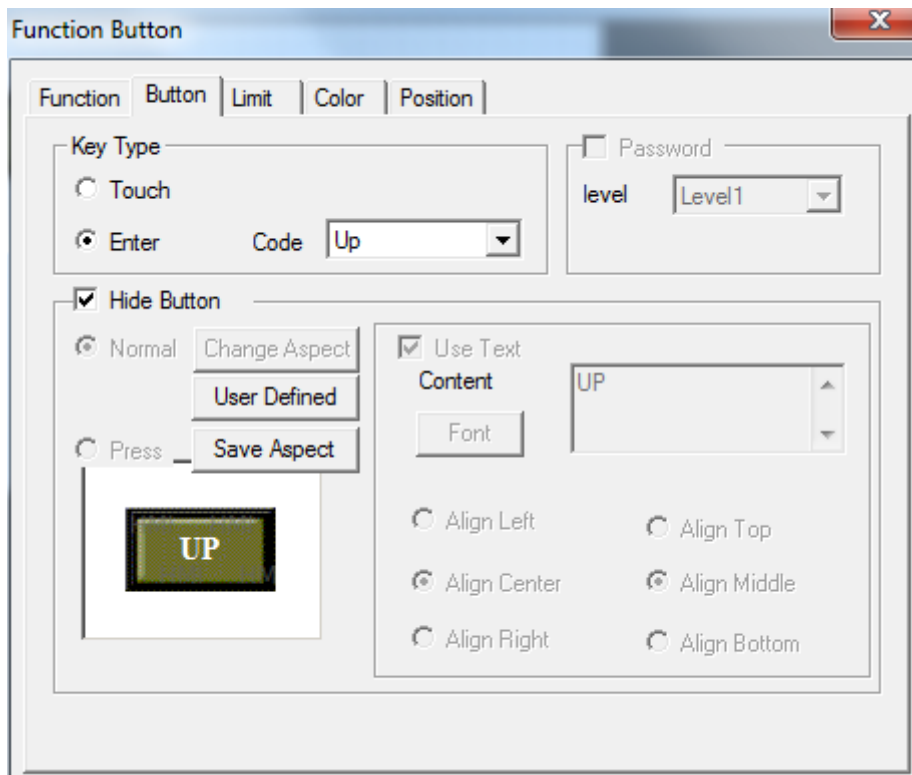 Function Button
Function Button Limit Color Position
Key Type
Touch
Enter Code Up
Password
level Level1
Hide Button
Normal Change Aspect
User Defined
Press Save Aspect
UP
Use Text
Content UP
Font
Align Left Align Top
Align Center Align Middle
Align Right Align Bottom